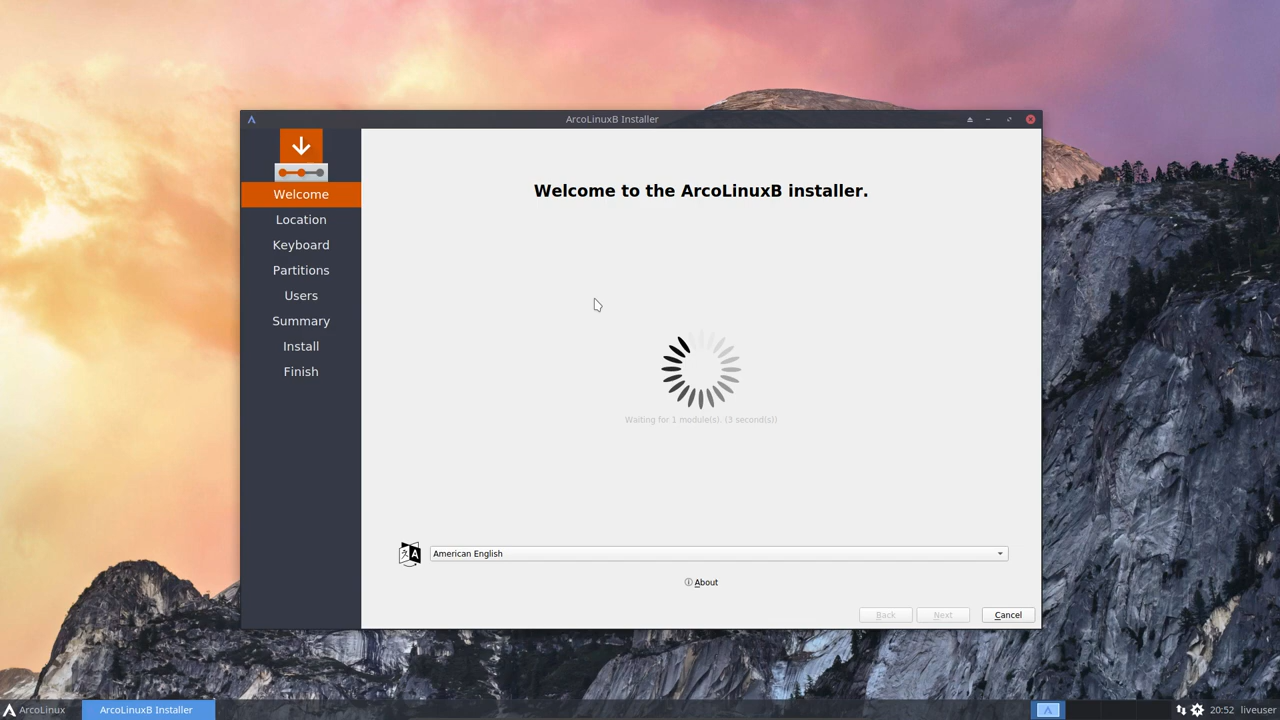 ArcoLinuxB Installer
Welcome
Location
Keyboard
Partitions
Users
Summary
Install
Finish
Welcome to the ArcoLinuxB installer.
Waiting for 1 module(s). (3 second(s))
American English
About
Back
Next
Cancel
ArcoLinux
ArcoLinuxB Installer
20:52
liveuser